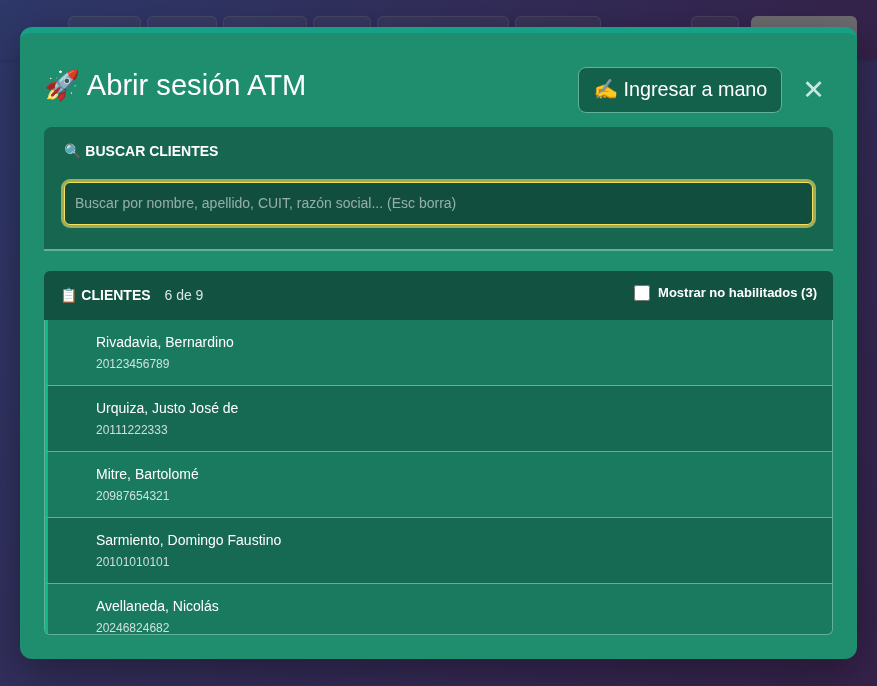 🚀 Abrir sesión ATM
✍️ Ingresar a mano ✕
🔍 BUSCAR CLIENTES
Buscar por nombre, apellido, CUIT, razón social... (Esc borra)
📋 CLIENTES 6 de 9
Mostrar no habilitados (3)
Rivadavia, Bernardino
20123456789
Urquiza, Justo José de
20111222333
Mitre, Bartolomé
20987654321
Sarmiento, Domingo Faustino
20101010101
Avellaneda, Nicolás
20246824682